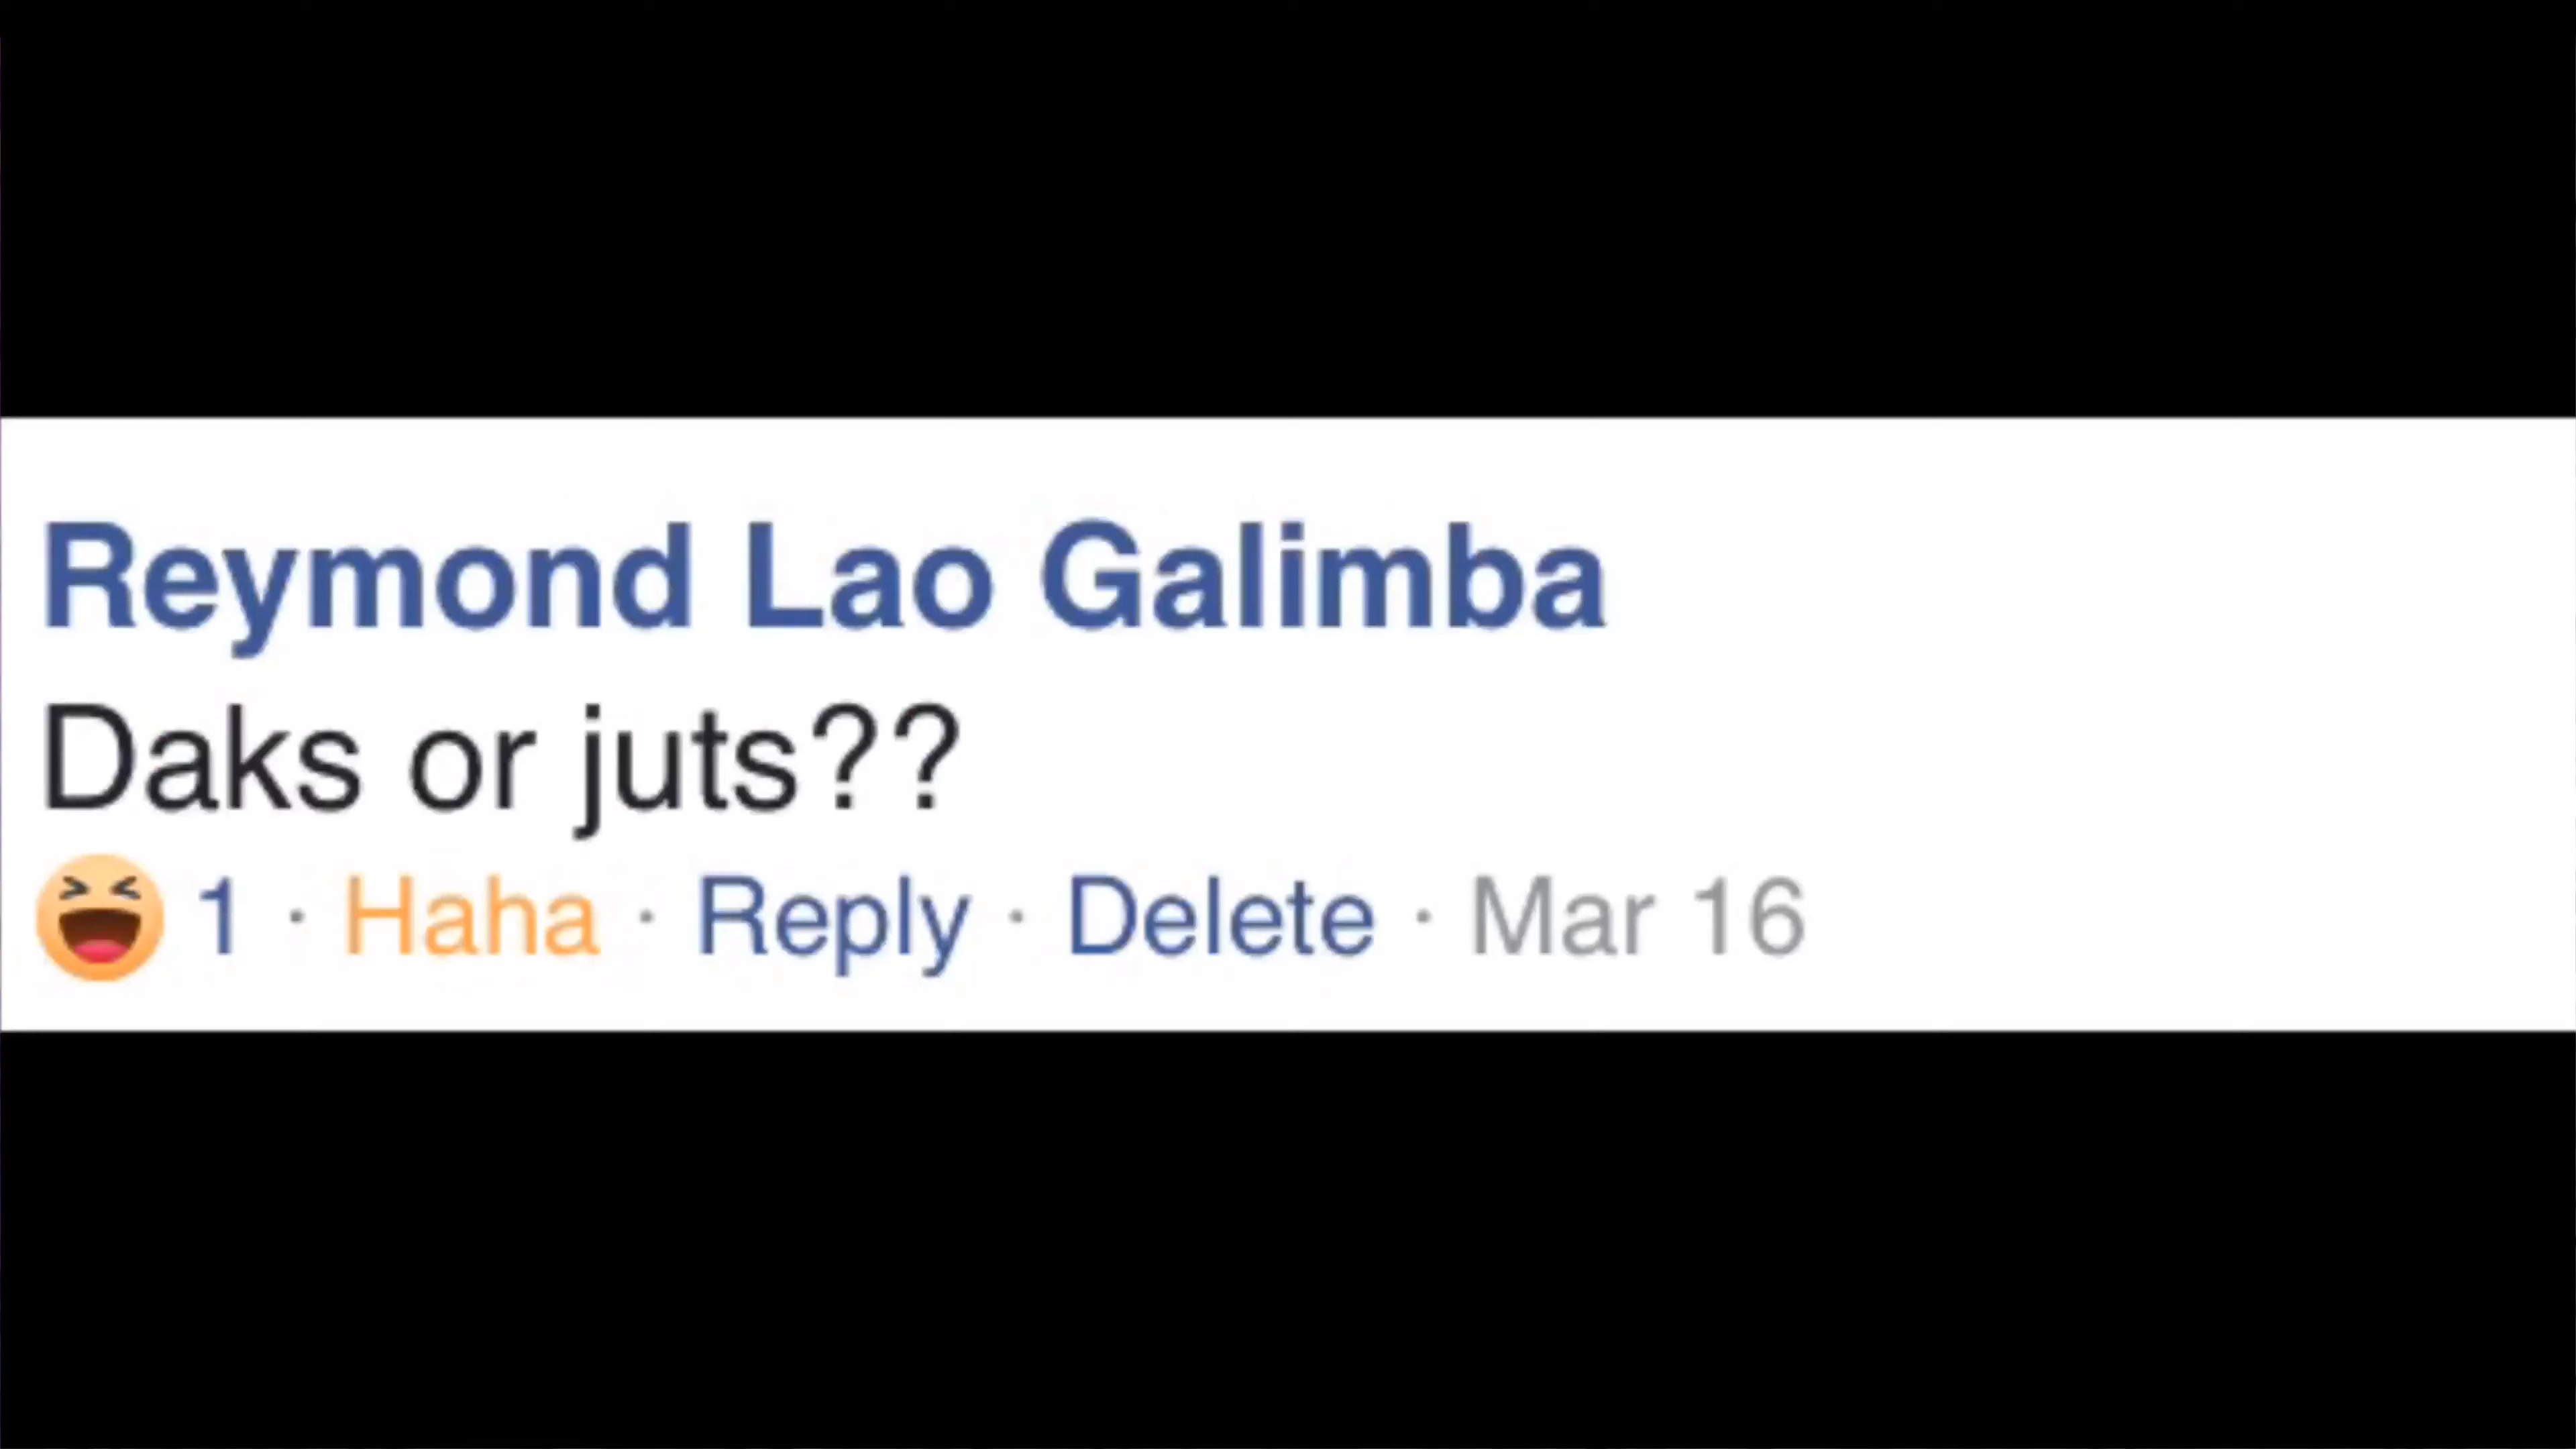 Reymond Lao Galimba
Daks or juts??
1 · Haha · Reply · Delete · Mar 16